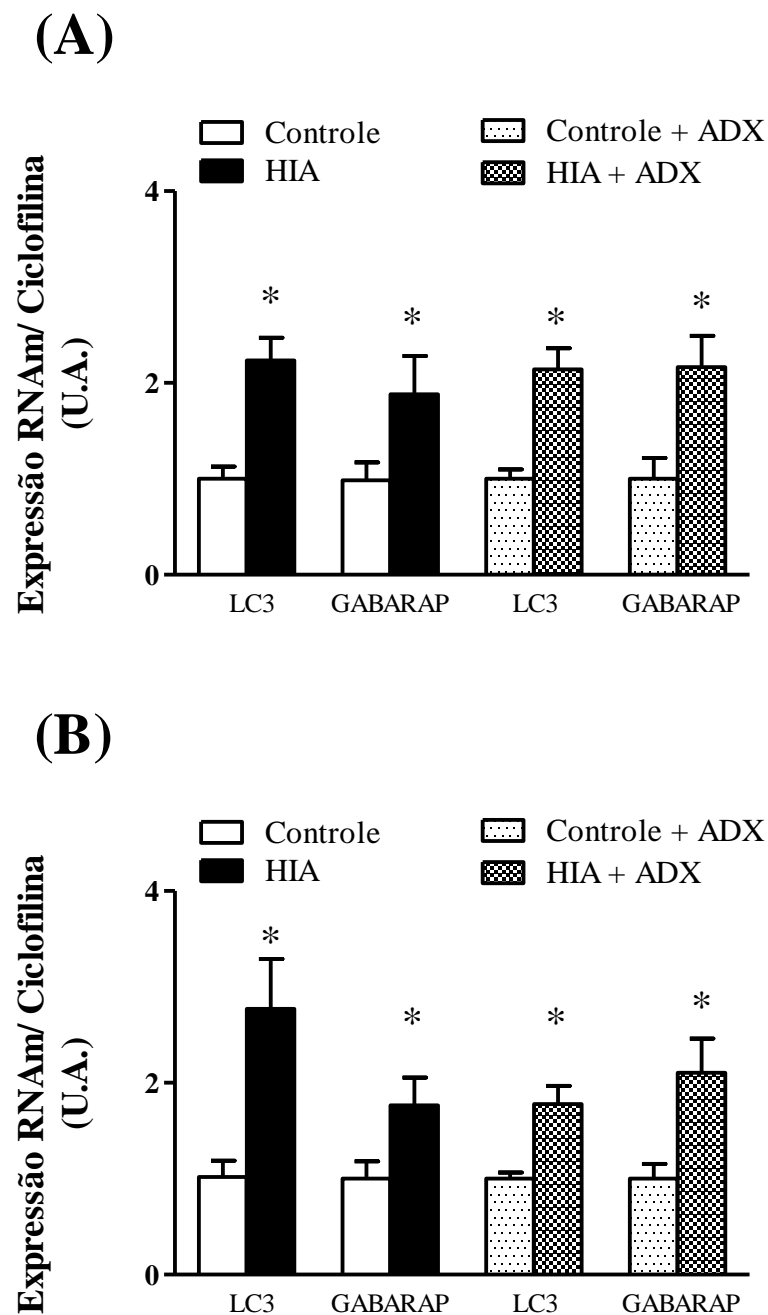 (A)
Controle
HIA
Controle + ADX
HIA + ADX
Expressão RNAm/ Ciclofilina
(U.A.)
4
*
*
*
*
2
0
LC3
GABARAP
LC3
GABARAP
(B)
Controle
HIA
Controle + ADX
HIA + ADX
Expressão RNAm/ Ciclofilina
(U.A.)
4
*
*
*
*
2
0
LC3
GABARAP
LC3
GABARAP